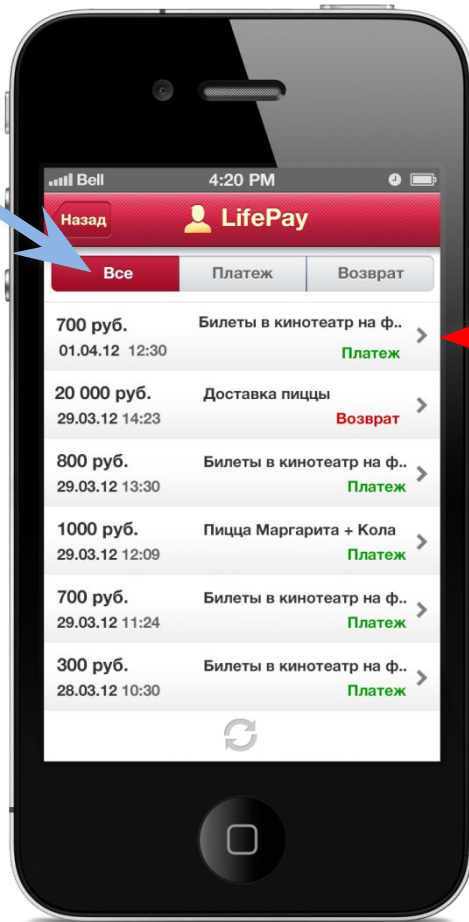 Bell 4:20 PM
Назад LifePay
Все Платеж Возврат
700 руб. Билеты в кинотеатр на ф..
01.04.12 12:30 Платеж
20 000 руб. Доставка пиццы
29.03.12 14:23 Возврат
800 руб. Билеты в кинотеатр на ф..
29.03.12 13:30 Платеж
1000 руб. Пицца Маргарита + Кола
29.03.12 12:09 Платеж
700 руб. Билеты в кинотеатр на ф..
29.03.12 11:24 Платеж
300 руб. Билеты в кинотеатр на ф..
28.03.12 10:30 Платеж